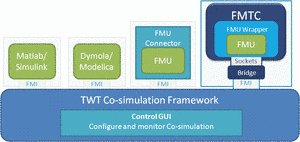 Matlab/
Simulink
FMI
Dymola/
Modelica
FMI
FMU
Connector
FMU
FMI
FMTC
FMU Wrapper
FMU
Sockets
Bridge
FMI
TWT Co-simulation Framework
Control GUI
Configure and monitor Co-simulation